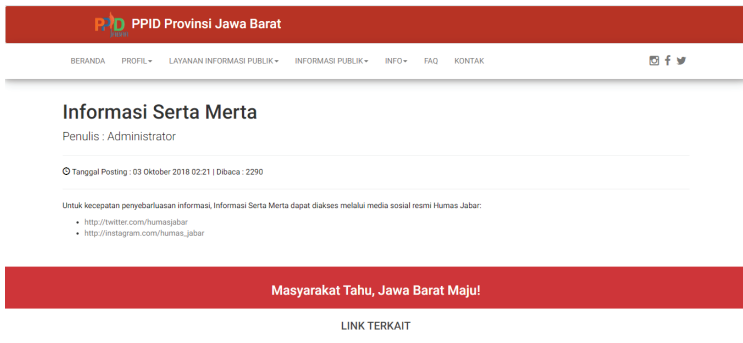 PPID PPID Provinsi Jawa Barat
BERANDA PROFIL LAYANAN INFORMASI PUBLIK INFORMASI PUBLIK INFO FAQ KONTAK
Informasi Serta Merta
Penulis : Administrator
Tanggal Posting : 03 Oktober 2018 02:21 | Dibaca : 2290
Untuk kecepatan penyebarluasan informasi, Informasi Serta Merta dapat diakses melalui media sosial resmi Humas Jabar:
http://twitter.com/humasjabar
http://instagram.com/humas_jabar
Masyarakat Tahu, Jawa Barat Maju!
LINK TERKAIT